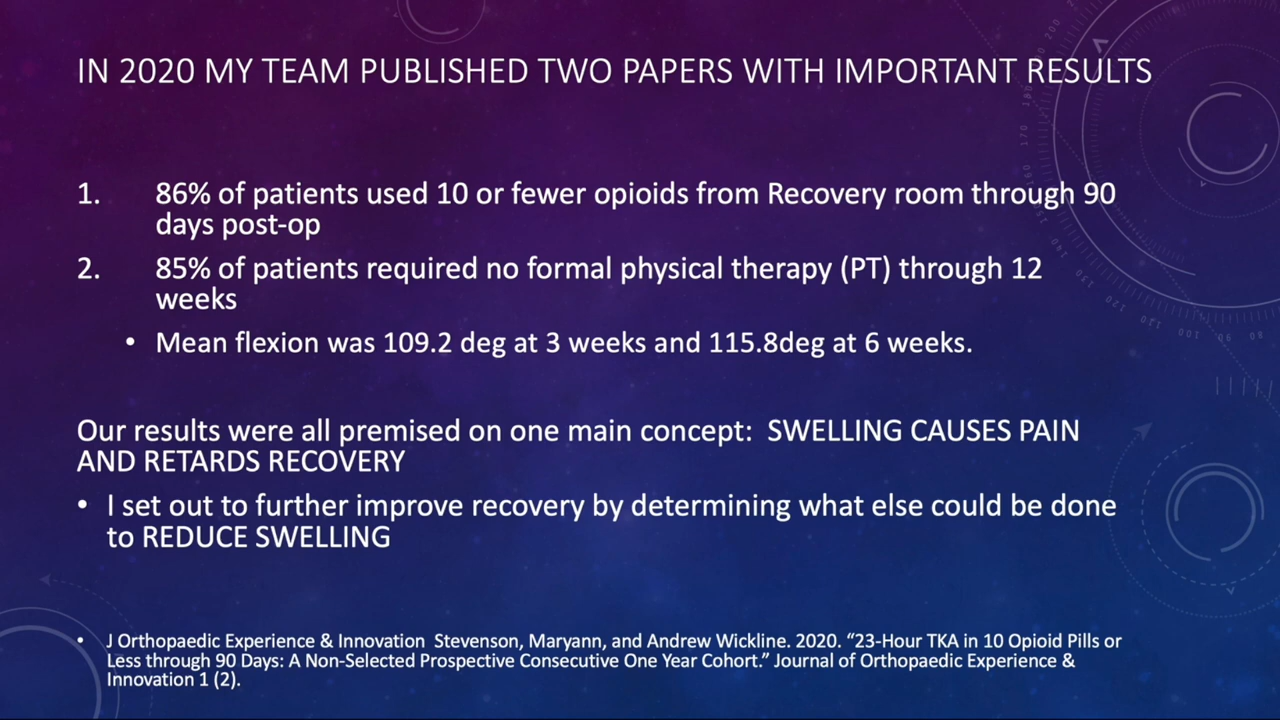 IN 2020 MY TEAM PUBLISHED TWO PAPERS WITH IMPORTANT RESULTS
1. 86% of patients used 10 or fewer opioids from Recovery room through 90
days post-op
2. 85% of patients required no formal physical therapy (PT) through 12
weeks
• Mean flexion was 109.2 deg at 3 weeks and 115.8deg at 6 weeks.
Our results were all premised on one main concept:  SWELLING CAUSES PAIN
AND RETARDS RECOVERY
• I set out to further improve recovery by determining what else could be done
to REDUCE SWELLING
• J Orthopaedic Experience & Innovation  Stevenson, Maryann, and Andrew Wickline. 2020. “23-Hour TKA in 10 Opioid Pills or
Less through 90 Days: A Non-Selected Prospective Consecutive One Year Cohort.” Journal of Orthopaedic Experience &
Innovation 1 (2).